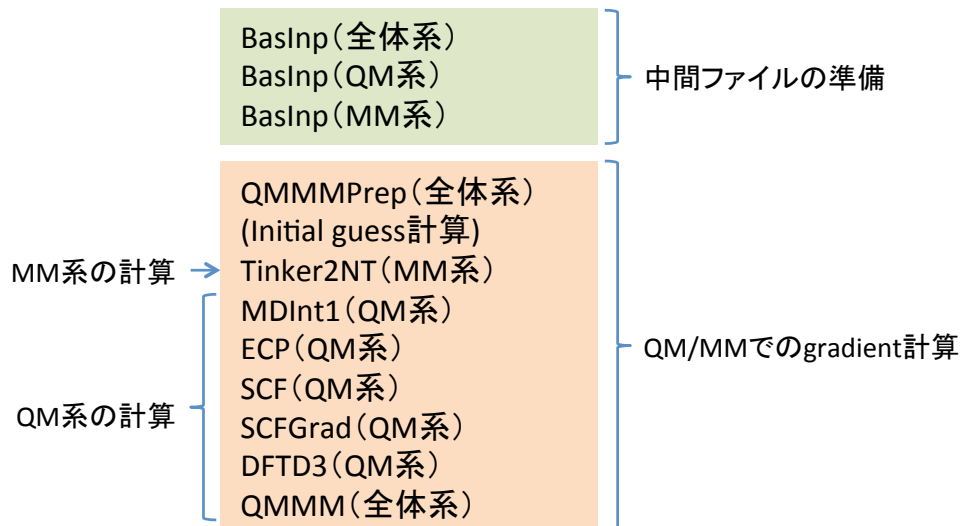 BasInp（全体系）
BasInp（QM系）
BasInp（MM系）
中間ファイルの準備
QMMMPrep（全体系）
(Initial guess計算)
MM系の計算
Tinker2NT（MM系）
MDInt1（QM系）
ECP（QM系）
SCF（QM系）
SCFGrad（QM系）
DFTD3（QM系）
QMMM（全体系）
QM系の計算
QM/MMでのgradient計算